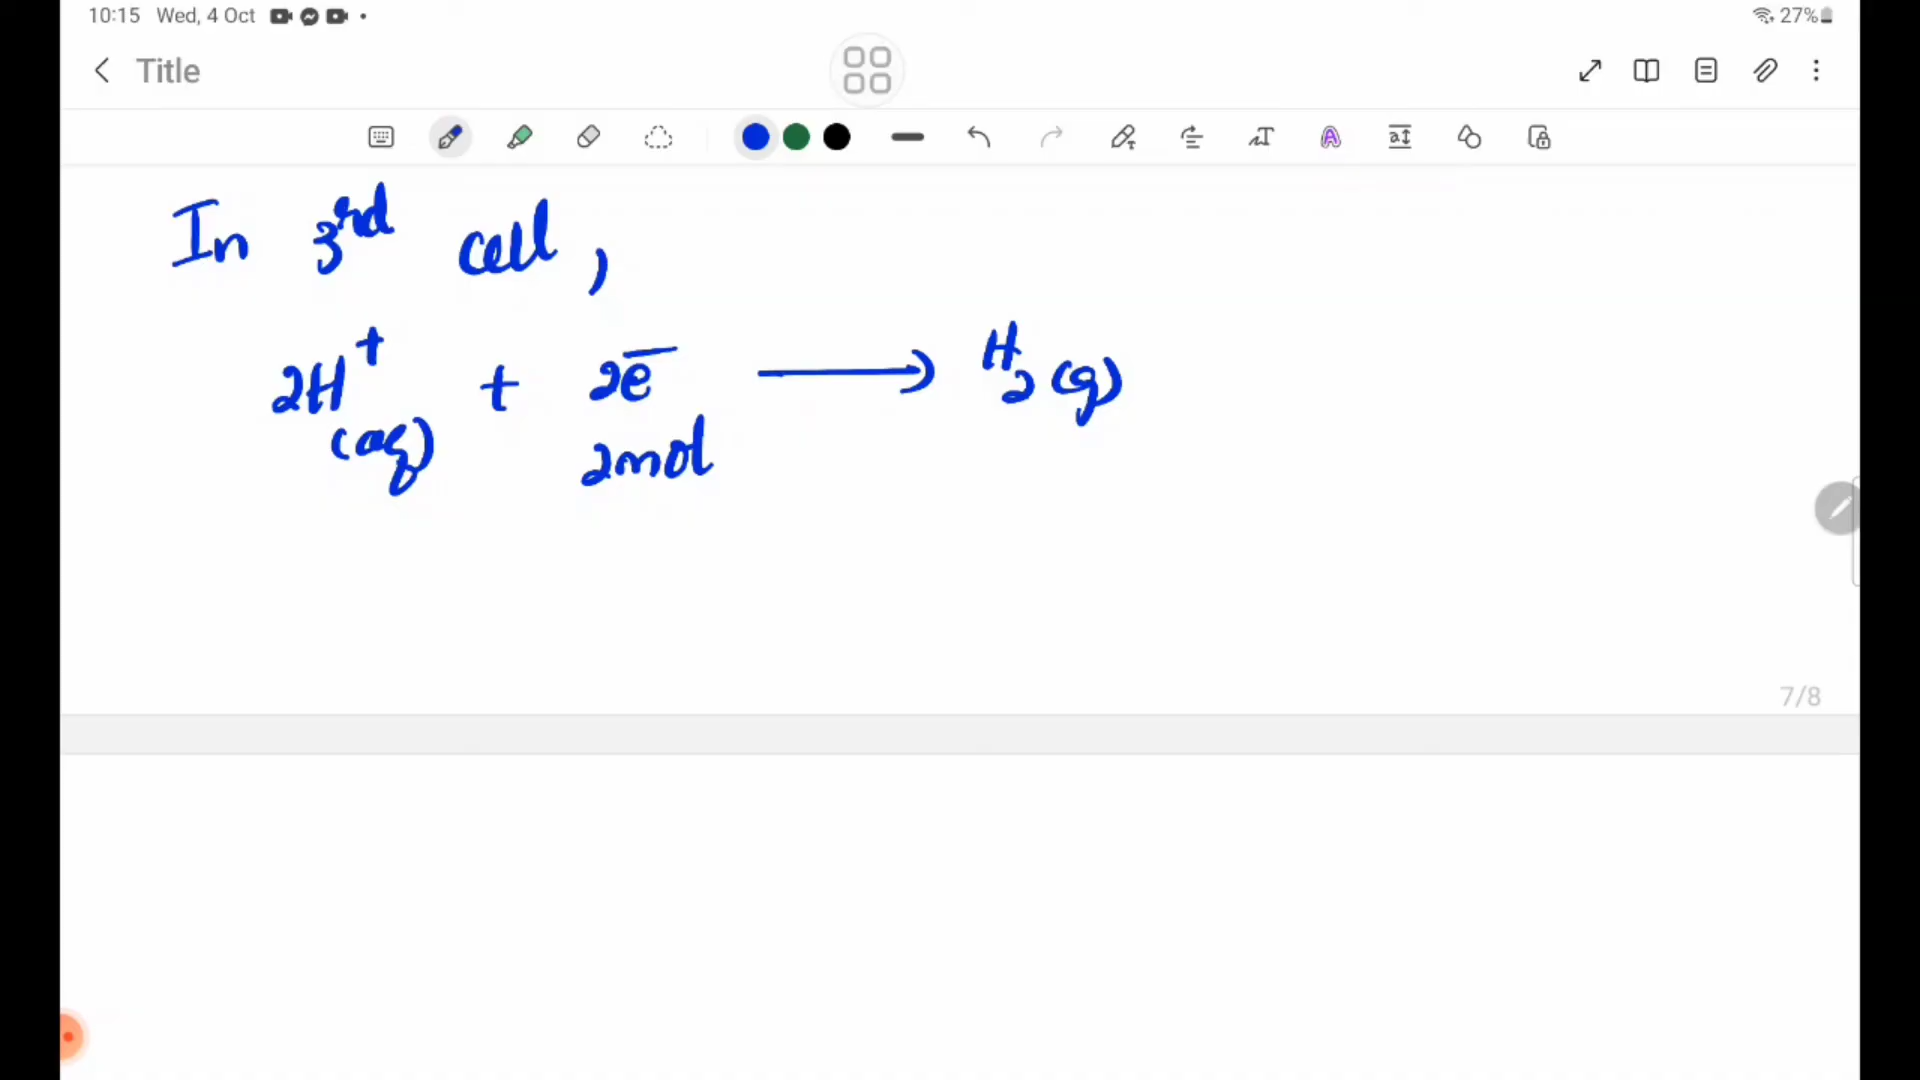 10:15 Wed, 4 Oct
27%
Title
In 3rd cell,
2H+ (aq) + 2e̅ ⟶ H2(g)
2mol
7/8